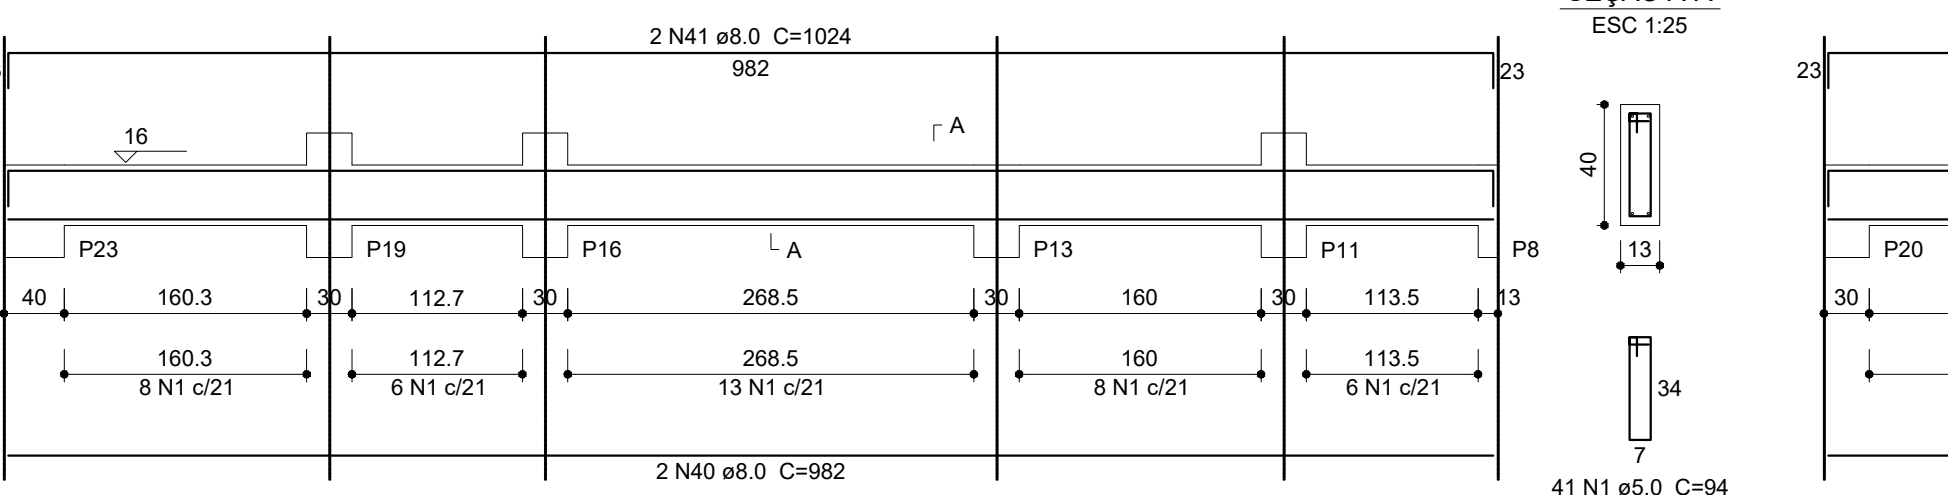 ESC 1:25
2 N41 ø8.0 C=1024
982
23
23
16
A
40
P23
P19
P16
A
P13
P11
P8
13
P20
40
160.3
30
112.7
30
268.5
30
160
30
113.5
13
30
160.3
112.7
268.5
160
113.5
8 N1 c/21
6 N1 c/21
13 N1 c/21
8 N1 c/21
6 N1 c/21
34
7
2 N40 ø8.0 C=982
41 N1 ø5.0 C=94